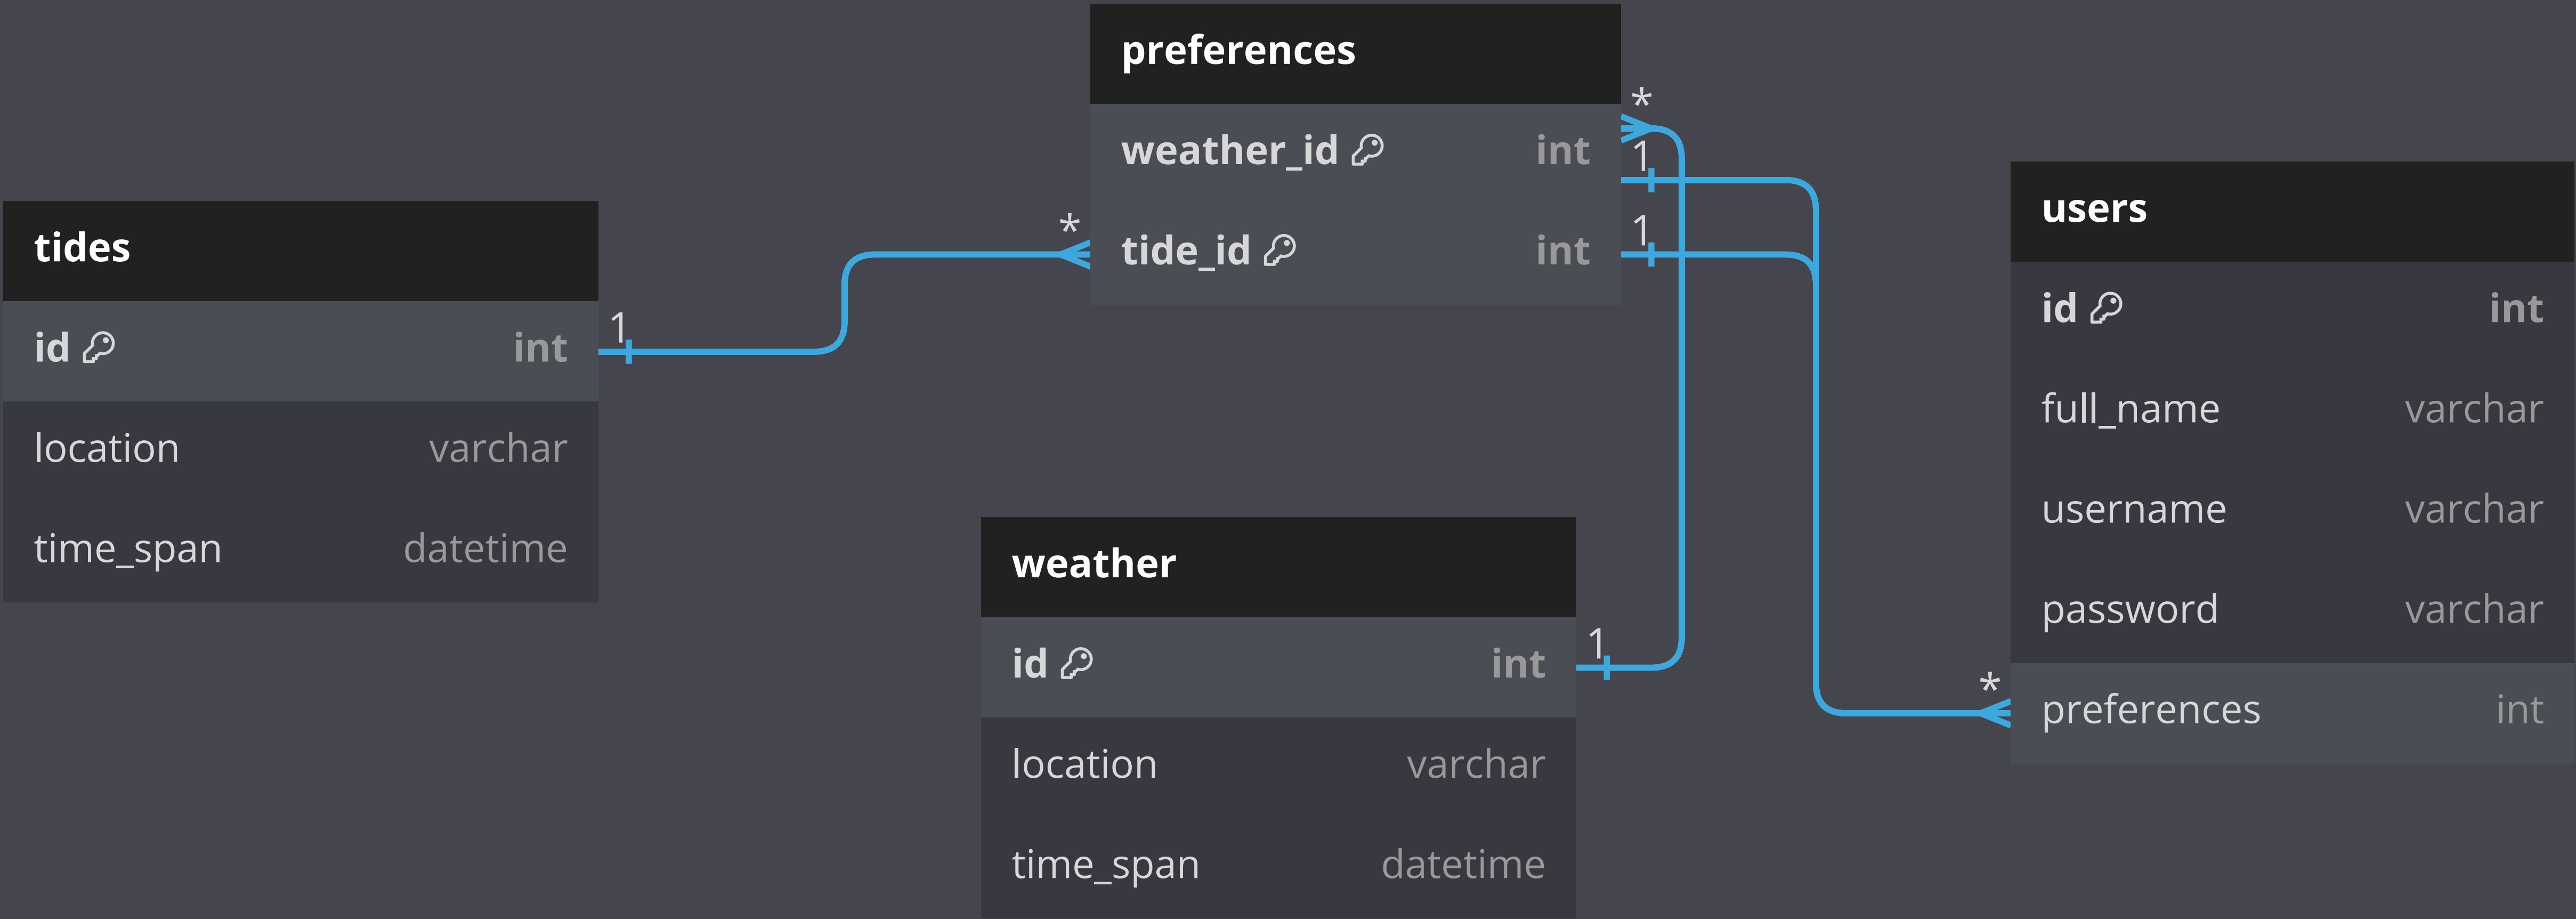 preferences
weather_id int
tide_id int
*
1
1
*
tides
id int
1
location varchar
time_span datetime
weather
id int
1
location varchar
time_span datetime
users
id int
full_name varchar
username varchar
password varchar
preferences int
*